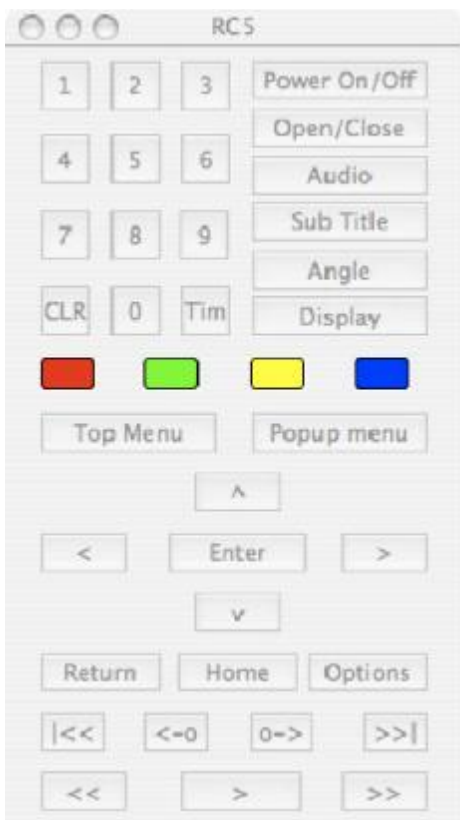 RC5
1 2 3 Power On/Off
Open/Close
4 5 6 Audio
Sub Title
7 8 9
Angle
CLR 0 Tim Display
Top Menu Popup menu
^
< Enter >
v
Return Home Options
|<< <-o o-> >>|
<< > >>